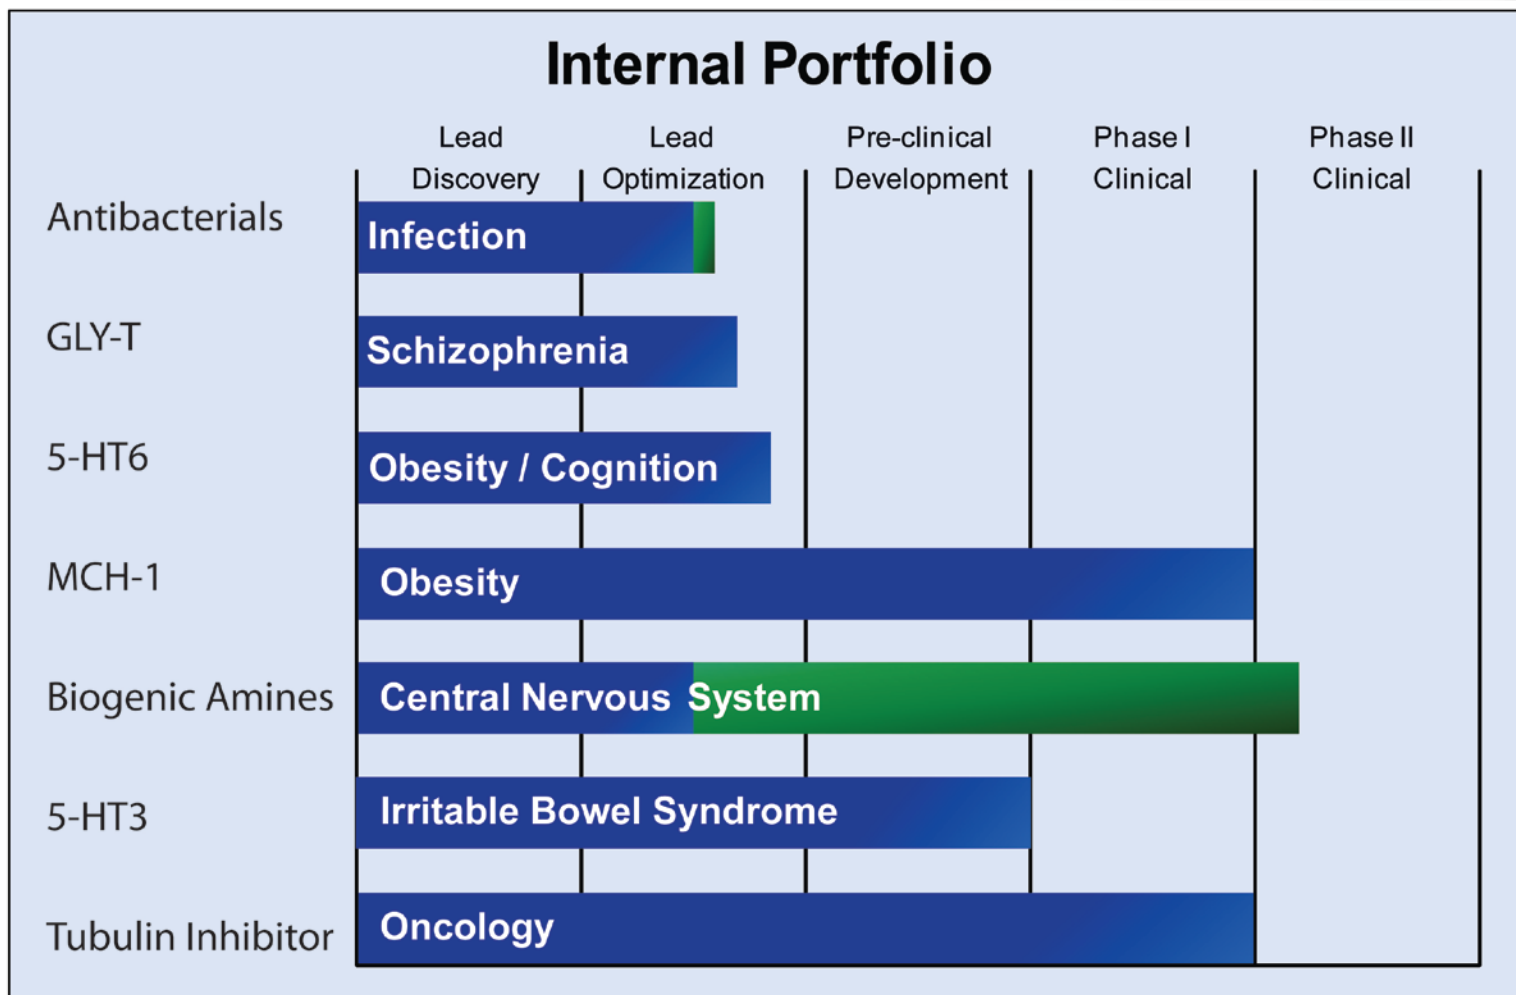 Internal Portfolio
Lead Discovery
Lead Optimization
Pre-clinical Development
Phase I Clinical
Phase II Clinical
Antibacterials
Infection
GLY-T
Schizophrenia
5-HT6
Obesity / Cognition
MCH-1
Obesity
Biogenic Amines
Central Nervous System
5-HT3
Irritable Bowel Syndrome
Tubulin Inhibitor
Oncology